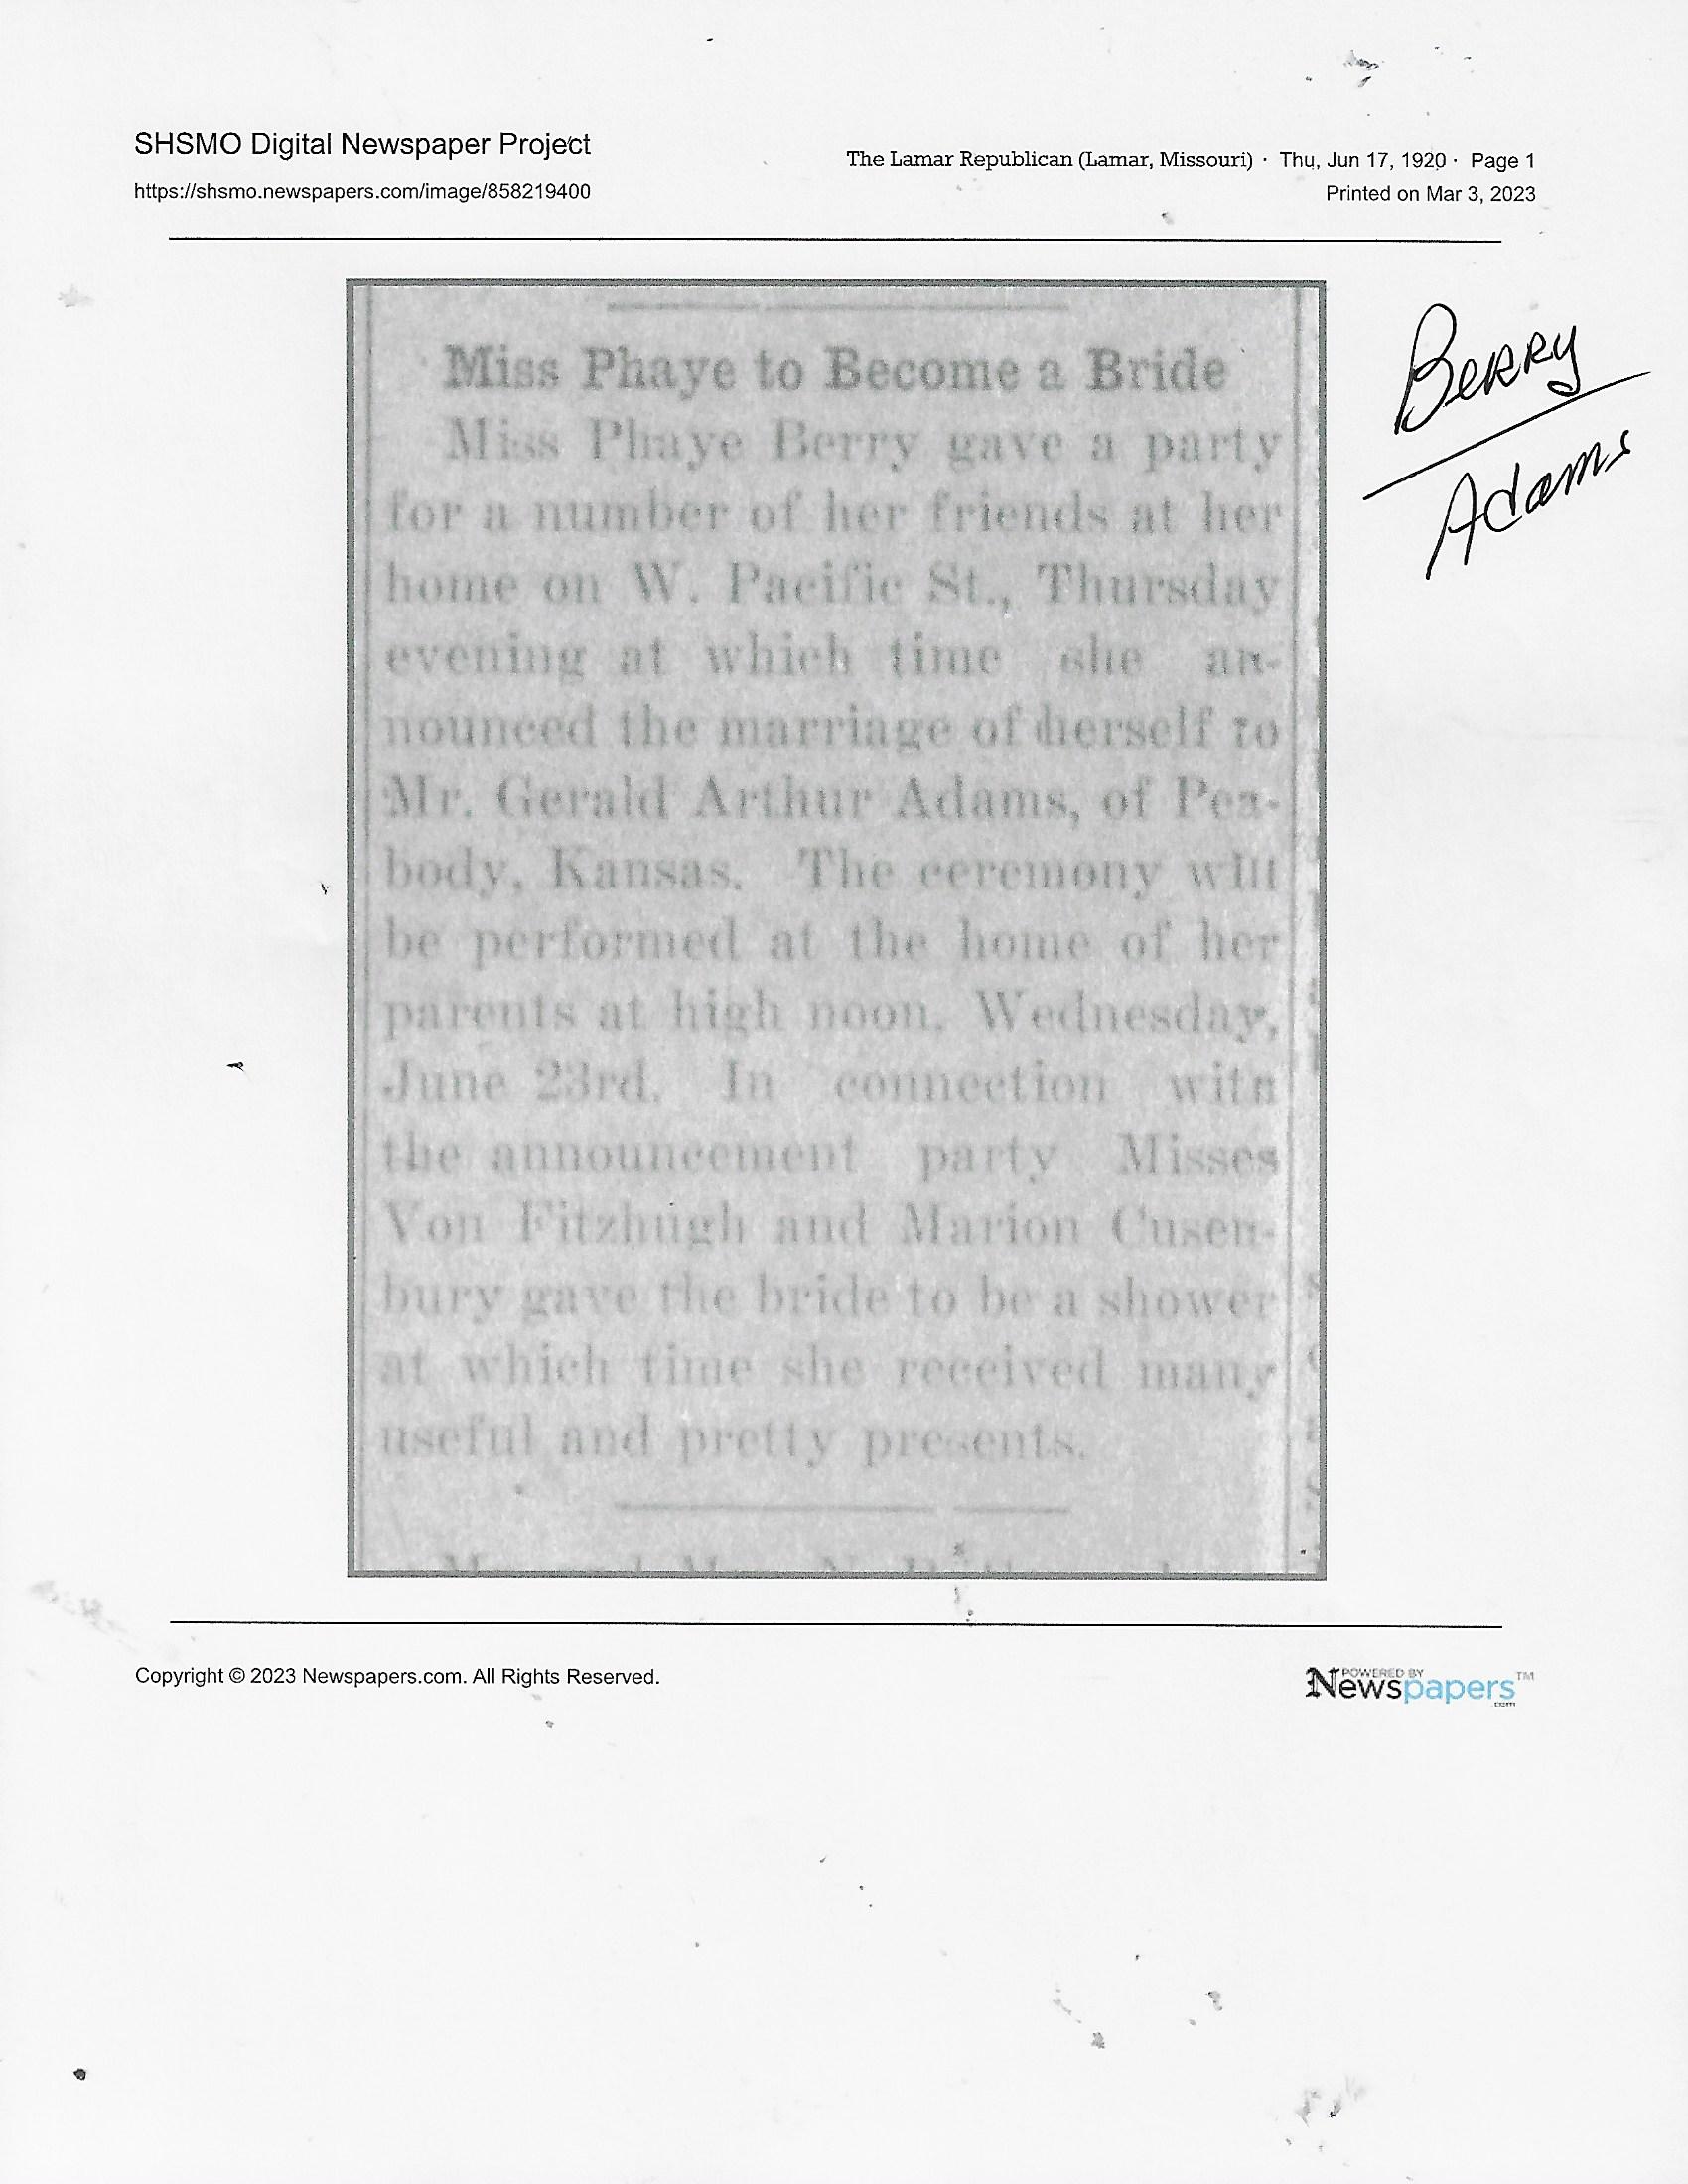 SHSMO Digital Newspaper Project
https://shsmo.newspapers.com/image/858219400
The Lamar Republican (Lamar, Missouri) · Thu, Jun 17, 1920 · Page 1
Printed on Mar 3, 2023
Miss Phaye to Become a Bride
Miss Phaye Berry gave a party
for a number of her friends at her
home on W. Pacific St., Thursday
evening at which time she an-
nounced the marriage of herself to
Mr. Gerald Arthur Adams, of Pea-
body, Kansas. The ceremony will
be performed at the home of her
parents at high noon, Wednesday,
June 23rd. In connection with
the announcement party Misses
Von Fitzhugh and Marion Cusen-
bury gave the bride to be a shower
at which time she received many
useful and pretty presents.
Berry
Adams
Copyright © 2023 Newspapers.com. All Rights Reserved.
POWERED BY
Newspapers™
.com